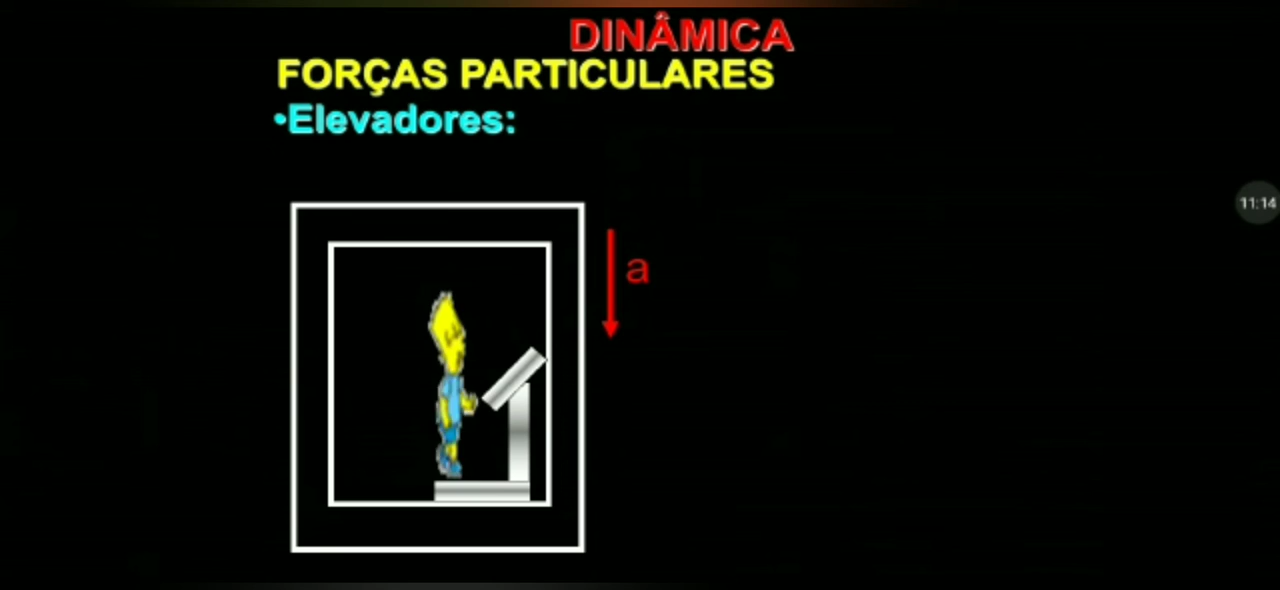 DINÂMICA
FORÇAS PARTICULARES
•Elevadores:
11:14
a